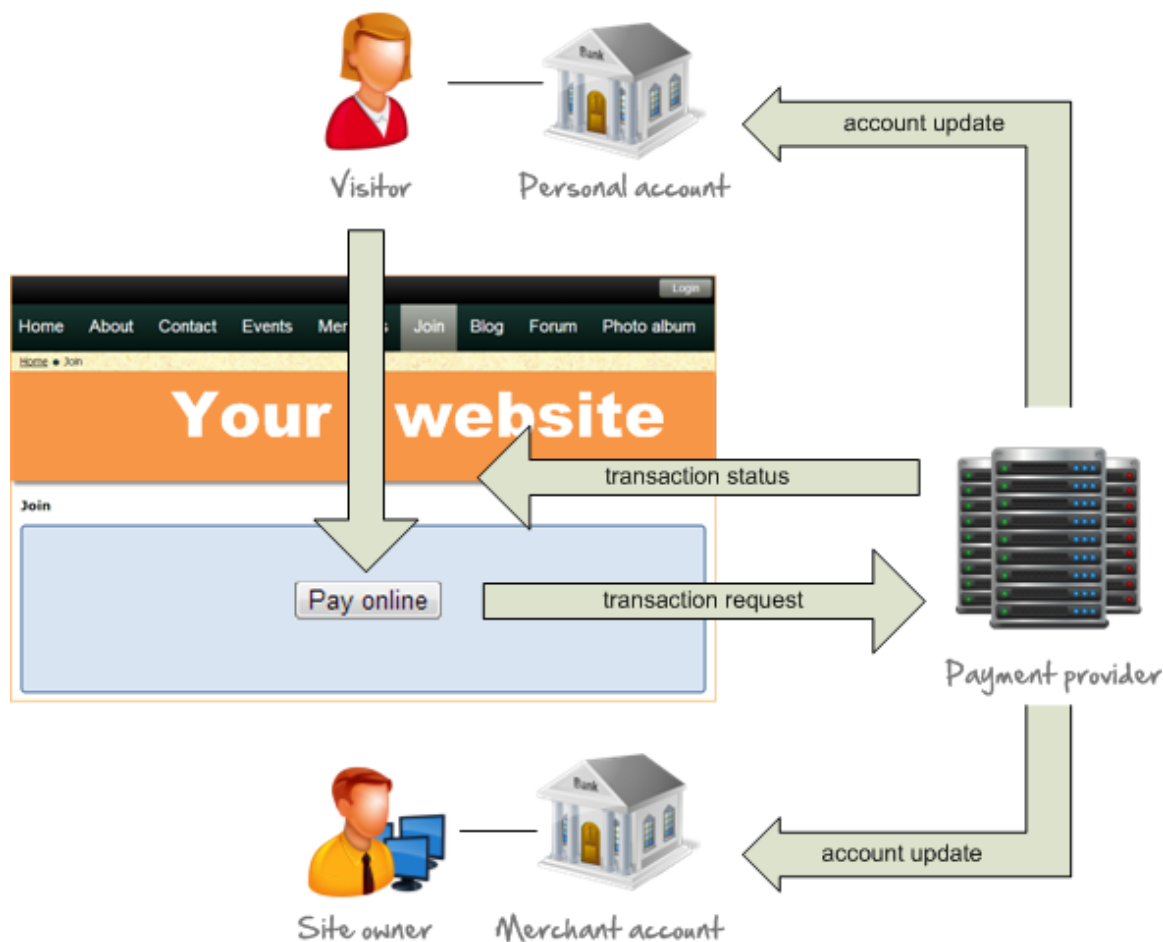 Bank
account update
Visitor
Personal account
Login
Home About Contact Events Join Blog Forum Photo album
Home • Join
Your website
transaction status
Join
Pay online
transaction request
Payment provider
Bank
account update
Site owner
Merchant account